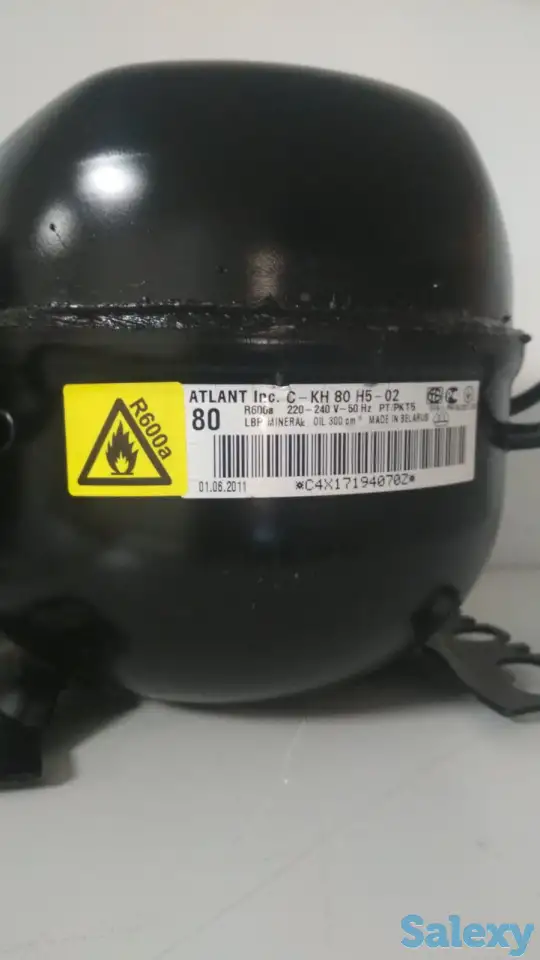 ATLANT Inc. C-KH 80 H5-02
80 R600a 220-240 V-50 Hz PT/PKT5
LBP MINERAL OIL 300 cm³ MADE IN BELARUS
R600a
01.06.2011 *C4X17194070Z*
Salexy